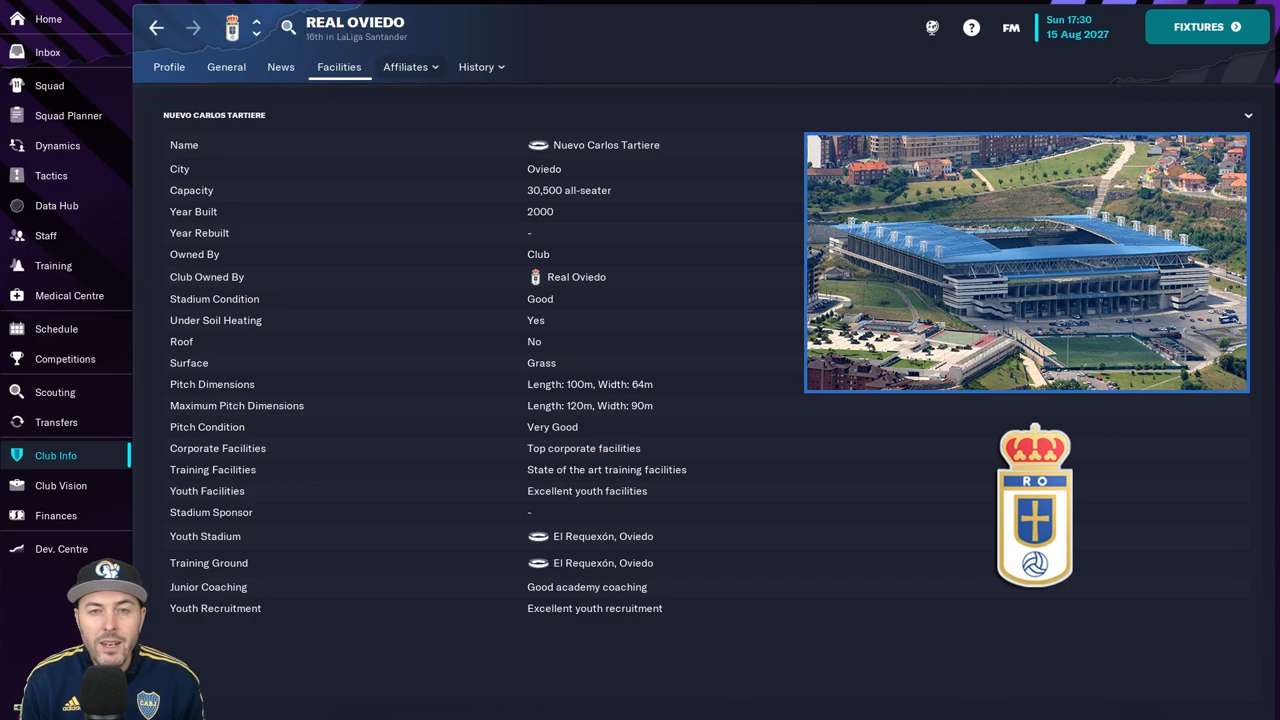 Home
Inbox
Squad
Squad Planner
Dynamics
Tactics
Data Hub
Staff
Training
Medical Centre
Schedule
Competitions
Scouting
Transfers
Club Info
Club Vision
Finances
Dev. Centre
REAL OVIEDO
16th in LaLiga Santander
? FM Sun 17:30
15 Aug 2027
FIXTURES
Profile General News Facilities Affiliates History
NUEVO CARLOS TARTIERE
Name Nuevo Carlos Tartiere
City Oviedo
Capacity 30,500 all-seater
Year Built 2000
Year Rebuilt -
Owned By Club
Club Owned By Real Oviedo
Stadium Condition Good
Under Soil Heating Yes
Roof No
Surface Grass
Pitch Dimensions Length: 100m, Width: 64m
Maximum Pitch Dimensions Length: 120m, Width: 90m
Pitch Condition Very Good
Corporate Facilities Top corporate facilities
Training Facilities State of the art training facilities
Youth Facilities Excellent youth facilities
Stadium Sponsor -
Youth Stadium El Requexón, Oviedo
Training Ground El Requexón, Oviedo
Junior Coaching Good academy coaching
Youth Recruitment Excellent youth recruitment
R O
CABJ